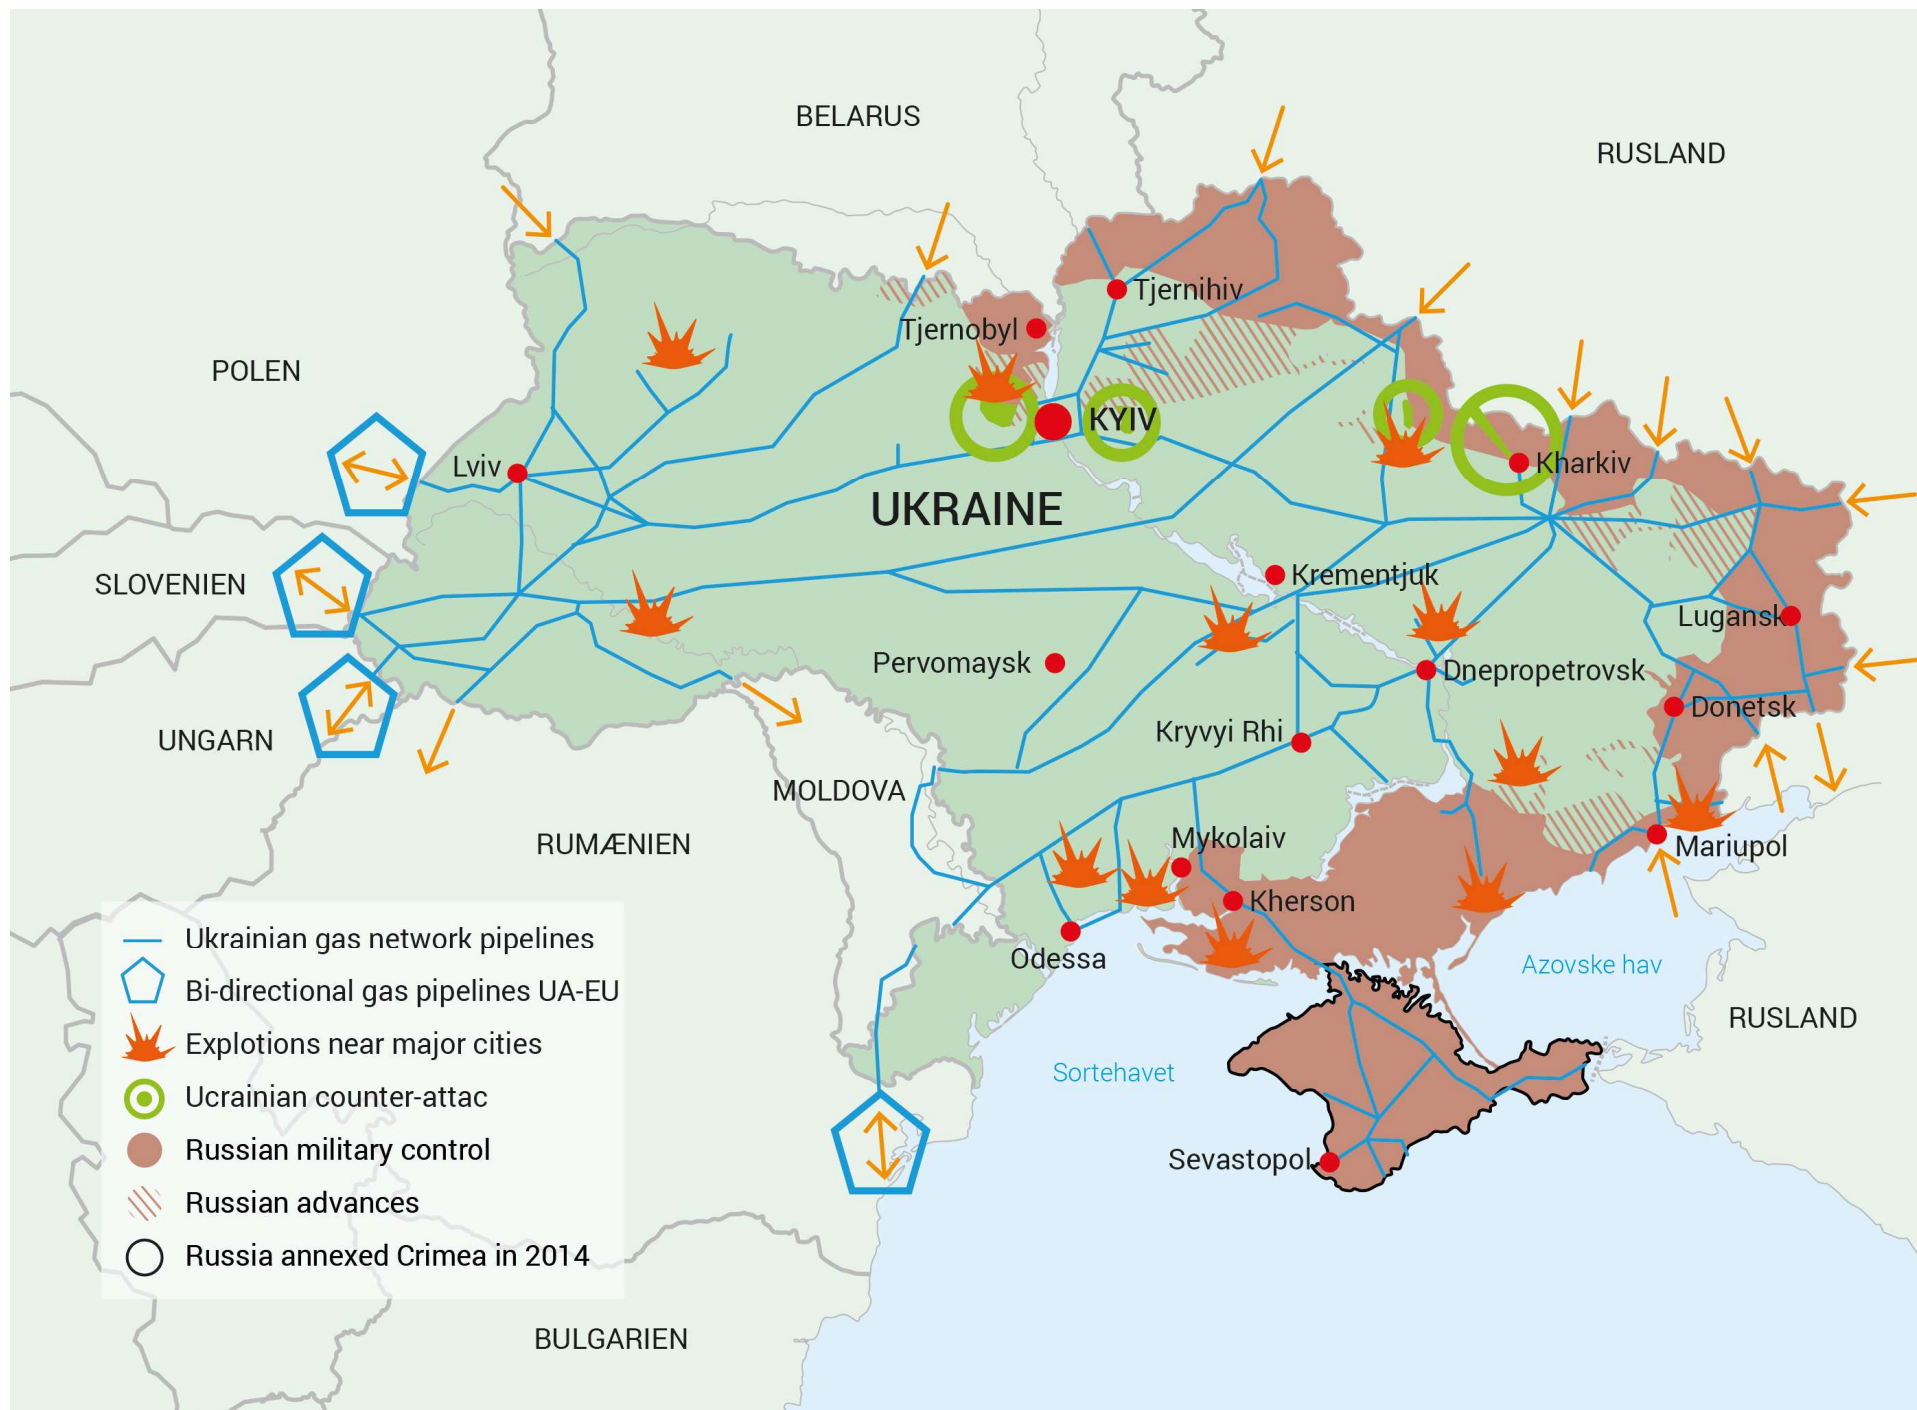 BELARUS
RUSLAND
Tjernihiv
Tjernobyl
POLEN
KYIV
Lviv
Kharkiv
UKRAINE
SLOVENIEN
Krementjuk
Lugansk
Pervomaysk
Dnepropetrovsk
Donetsk
UNGARN
Kryvyi Rhi
MOLDOVA
RUMÆNIEN
Mykolaiv
Mariupol
Kherson
Odessa
Azovske hav
RUSLAND
Sortehavet
Sevastopol
Ukrainian gas network pipelines
Bi-directional gas pipelines UA-EU
Explotions near major cities
Ucrainian counter-attac
Russian military control
Russian advances
Russia annexed Crimea in 2014
BULGARIEN